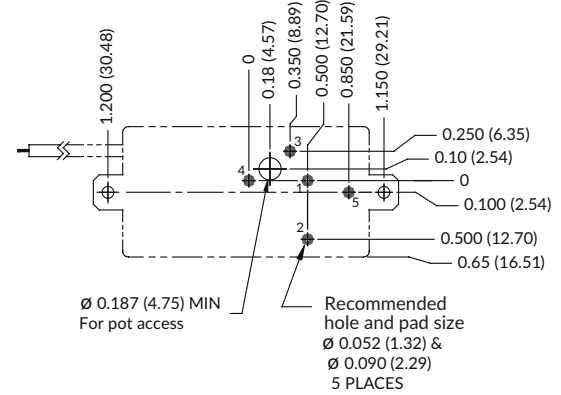 1.200 (30.48)
0
0.18 (4.57)
0.350 (8.89)
0.500 (12.70)
0.850 (21.59)
1.150 (29.21)
3
4
1
5
2
0.250 (6.35)
0.10 (2.54)
0
0.100 (2.54)
0.500 (12.70)
0.65 (16.51)
Ø 0.187 (4.75) MIN
For pot access
Recommended
hole and pad size
Ø 0.052 (1.32) &
Ø 0.090 (2.29)
5 PLACES